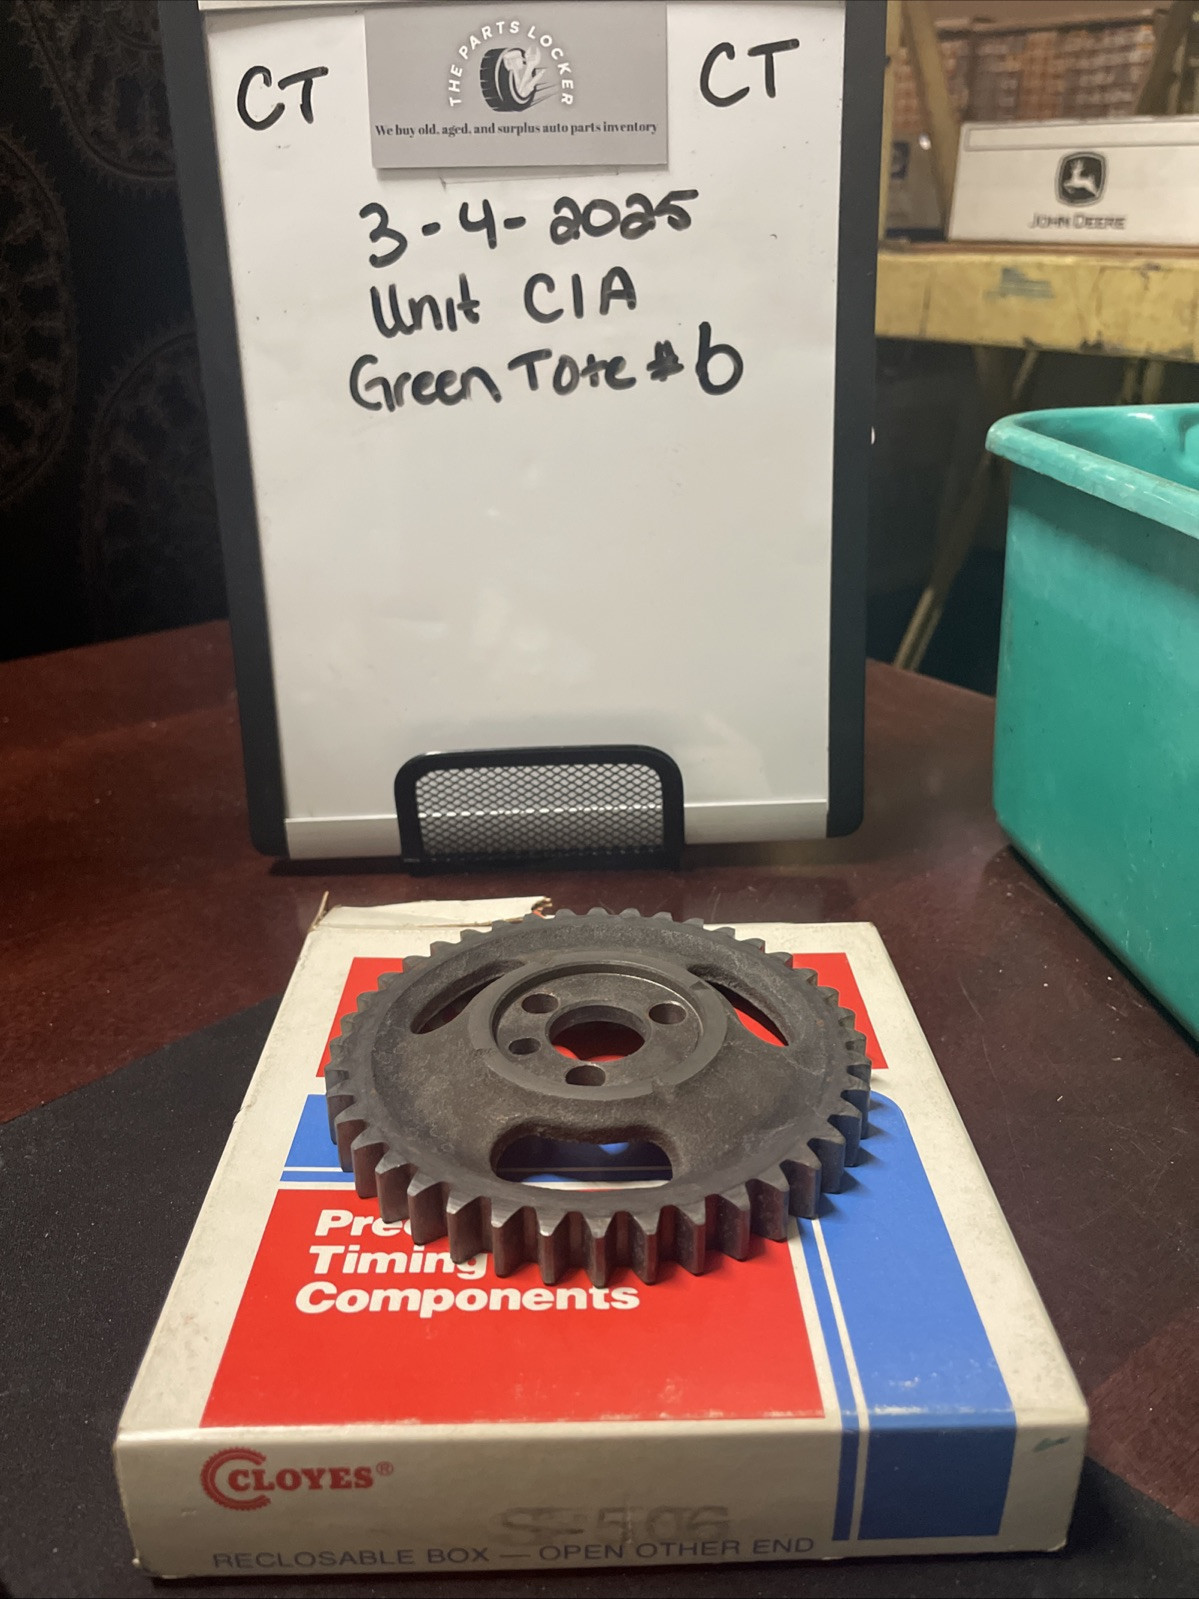 CT
THE PARTS LOCKER
CT
We buy old, aged, and surplus auto parts inventory
3-4-2025
Unit C1A
Green Tote #6
JOHN DEERE
Timing
Components
CLOYES®
RECLOSABLE BOX — OPEN OTHER END